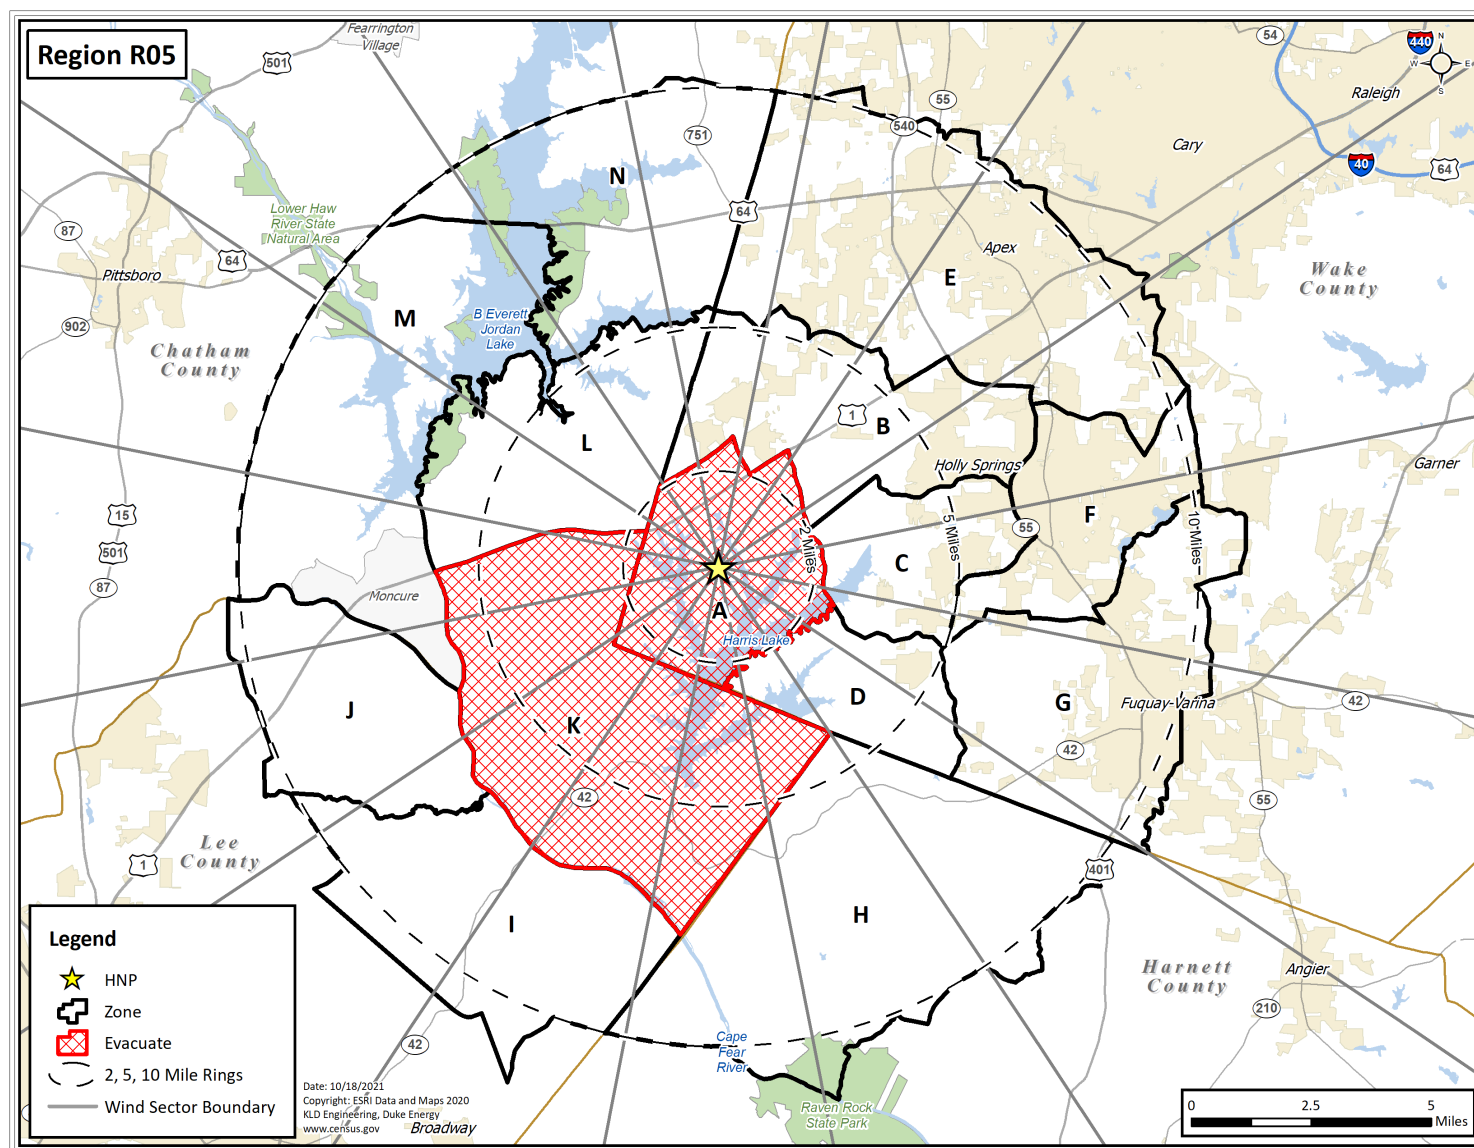 Region R05
Fearrington
Village
501
54
440
N
W
E
S
Raleigh
55
540
751
Cary
40
64
N
Lower Haw
River State
Natural Area
64
87
64
Apex
Pittsboro
E
Wake
County
902
M
B Everett
Jordan
Lake
Chatham
County
1
B
L
Holly Springs
Garner
15
501
55
F
5 Miles
10 Miles
2 Miles
C
87
Moncure
A
Harris Lake
J
K
D
G
Fuquay-Varina
42
42
42
55
Lee
County
1
401
I
H
Harnett
County
Angier
210
42
Cape
Fear
River
Raven Rock
State Park
Broadway
Legend
HNP
Zone
Evacuate
2, 5, 10 Mile Rings
Wind Sector Boundary
Date: 10/18/2021
Copyright: ESRI Data and Maps 2020
KLD Engineering, Duke Energy
www.census.gov
0
2.5
5
Miles